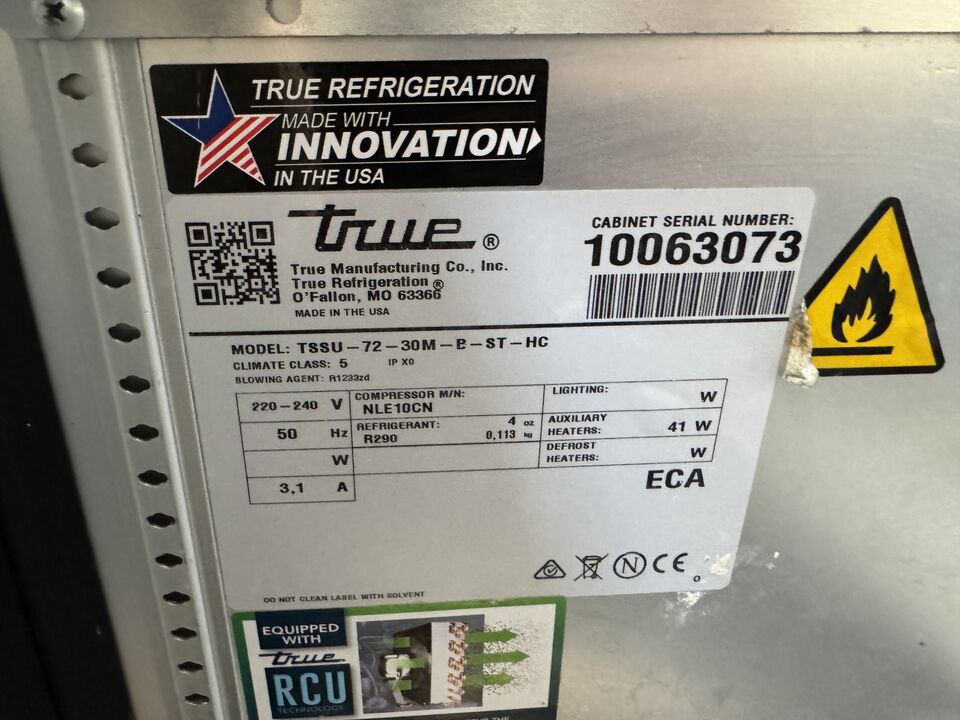 TRUE REFRIGERATION
MADE WITH
INNOVATION
IN THE USA
true®
True Manufacturing Co., Inc.
True Refrigeration®
O'Fallon, MO 63366
MADE IN THE USA
CABINET SERIAL NUMBER:
10063073
MODEL: TSSU-72-30M-B-ST-HC
CLIMATE CLASS: 5 IP X0
BLOWING AGENT: R1233zd
220-240 V
50 Hz
W
3,1 A
COMPRESSOR M/N:
NLE10CN
REFRIGERANT: 4 oz
R290 0,113 kg
LIGHTING: W
AUXILIARY
HEATERS: 41 W
DEFROST
HEATERS: W
ECA
N CE
DO NOT CLEAN LABEL WITH SOLVENT
EQUIPPED
WITH
true
RCU
TECHNOLOGY